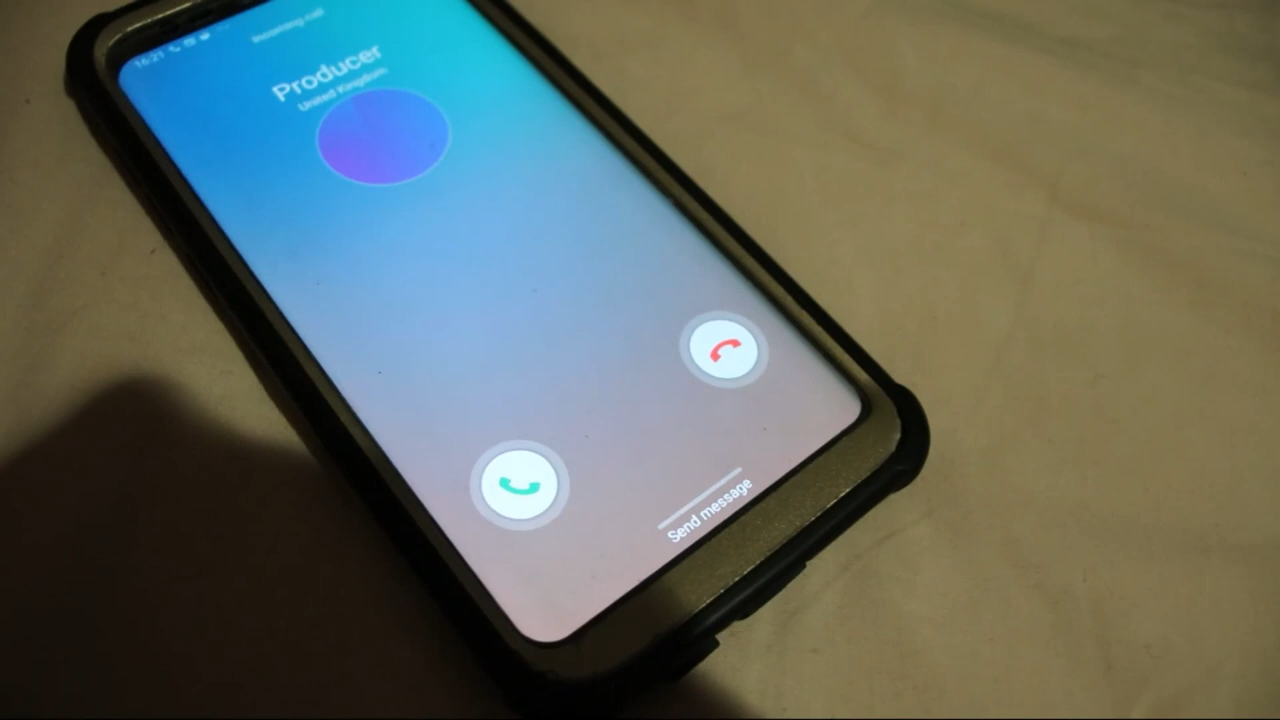 16:21
Incoming call
Producer
United Kingdom
Send message